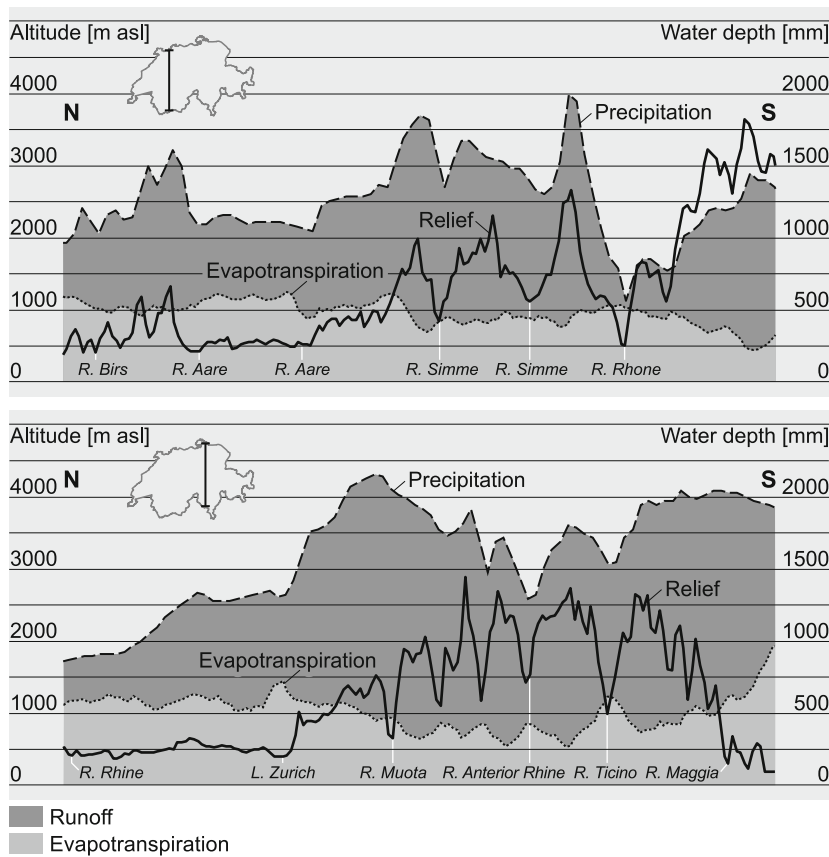 Altitude [m asl] Water depth [mm]
4000 2000
N S
Precipitation
3000 1500
Relief
2000 1000
Evapotranspiration
1000 500
0 0
R. Birs R. Aare R. Aare R. Simme R. Simme R. Rhone
Altitude [m asl] Water depth [mm]
N Precipitation S
4000 2000
3000 1500
Relief
2000 1000
Evapotranspiration
1000 500
0 0
R. Rhine L. Zurich R. Muota R. Anterior Rhine R. Ticino R. Maggia
Runoff
Evapotranspiration